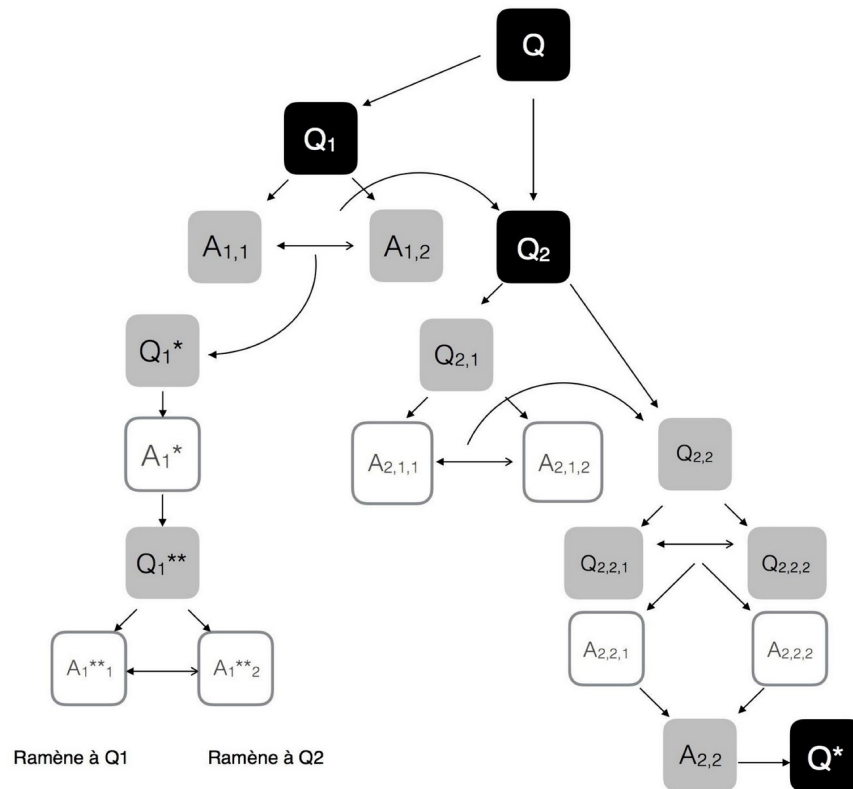 Q
Q₁
A₁,₁
A₁,₂
Q₂
Q₁*
Q₂,₁
A₁*
A₂,₁,₁
A₂,₁,₂
Q₂,₂
Q₁**
Q₂,₂,₁
Q₂,₂,₂
A₁**₁
A₁**₂
A₂,₂,₁
A₂,₂,₂
Ramène à Q1
Ramène à Q2
A₂,₂
Q*